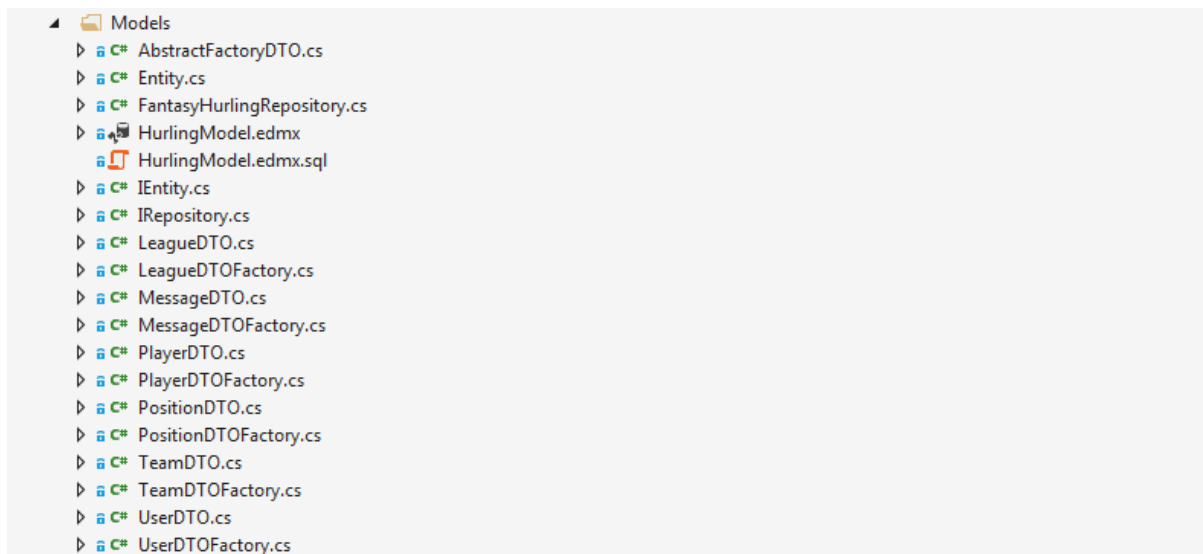 Models
C# AbstractFactoryDTO.cs
C# Entity.cs
C# FantasyHurlingRepository.cs
HurlingModel.edmx
HurlingModel.edmx.sql
C# IEntity.cs
C# IRepository.cs
C# LeagueDTO.cs
C# LeagueDTOFactory.cs
C# MessageDTO.cs
C# MessageDTOFactory.cs
C# PlayerDTO.cs
C# PlayerDTOFactory.cs
C# PositionDTO.cs
C# PositionDTOFactory.cs
C# TeamDTO.cs
C# TeamDTOFactory.cs
C# UserDTO.cs
C# UserDTOFactory.cs